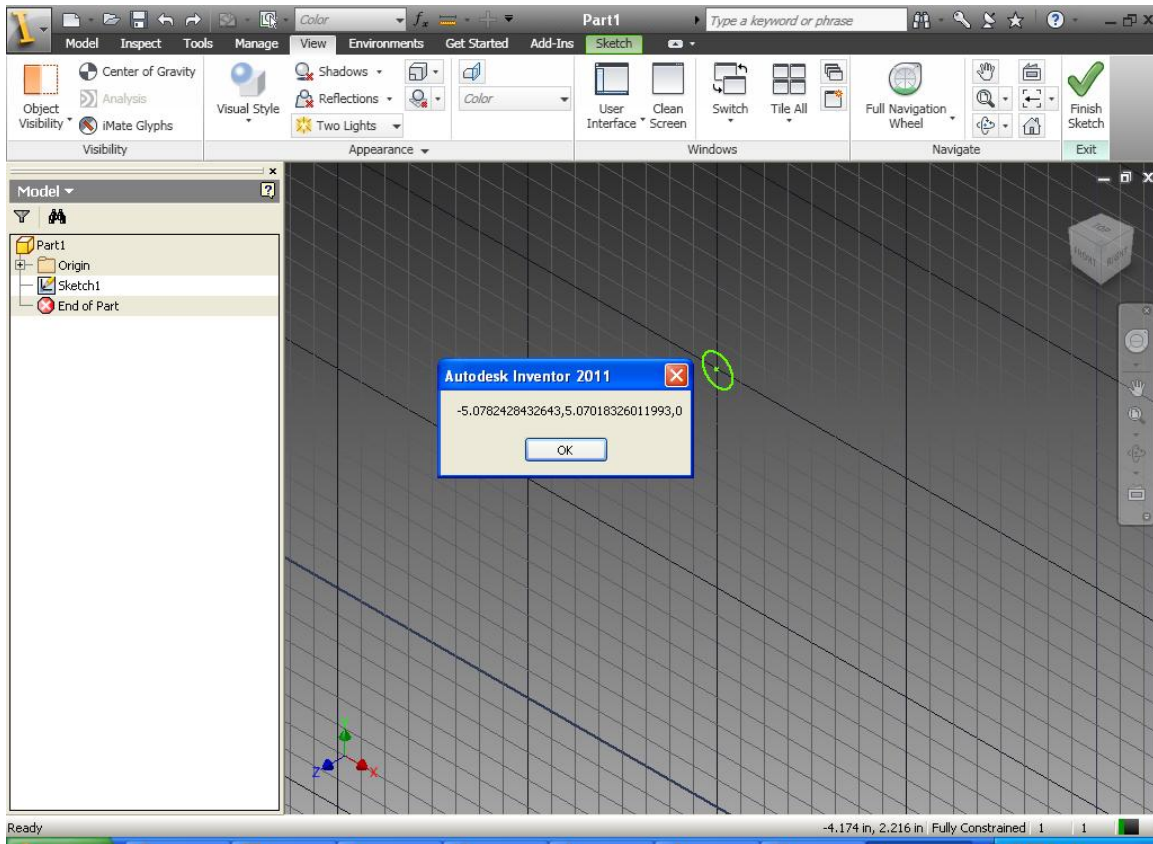 Color
Part1
Type a keyword or phrase
Model Inspect Tools Manage View Environments Get Started Add-Ins Sketch
Object Visibility
Center of Gravity
Analysis
iMate Glyphs
Visibility
Visual Style
Shadows
Reflections
Two Lights
Color
Appearance
User Interface
Clean Screen
Switch
Tile All
Windows
Full Navigation Wheel
Navigate
Finish Sketch
Exit
Model
Part1
Origin
Sketch1
End of Part
Autodesk Inventor 2011
-5.0782428432643,5.07018326011993,0
OK
TOP
FRONT
RIGHT
Y
Z
X
Ready
-4.174 in, 2.216 in Fully Constrained 1 1